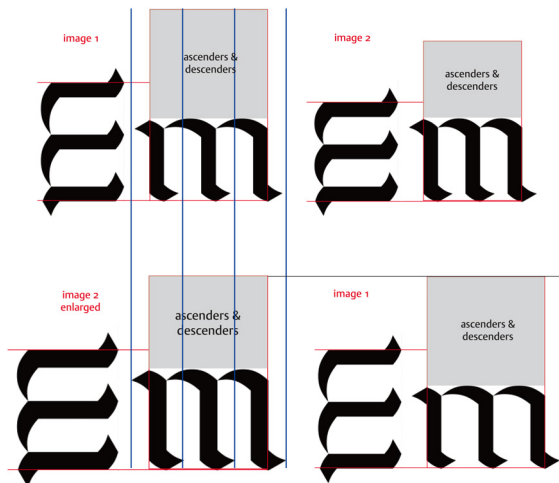 image 1
ascenders &
descenders
Em
image 2
ascenders &
descenders
Em
image 2
enlarged
ascenders &
descenders
Em
image 1
ascenders &
descenders
Em